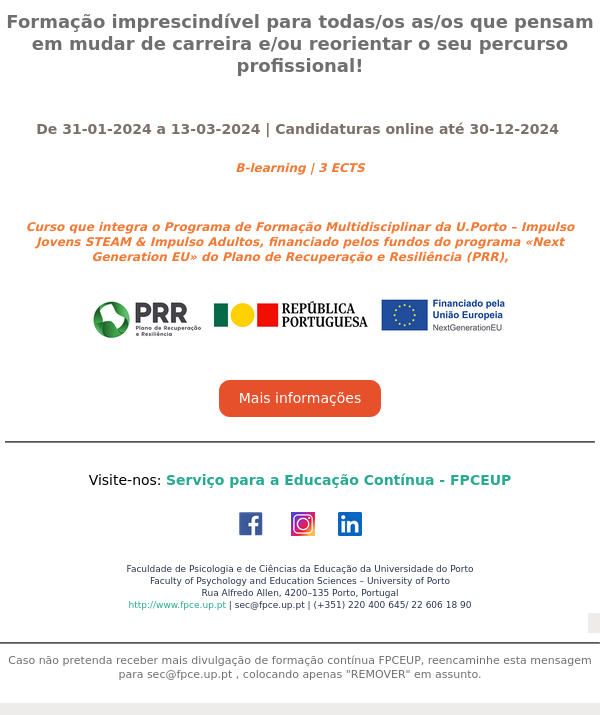 Formação imprescindível para todas/os as/os que pensam
em mudar de carreira e/ou reorientar o seu percurso
profissional!
De 31-01-2024 a 13-03-2024 | Candidaturas online até 30-12-2024
B-learning | 3 ECTS
Curso que integra o Programa de Formação Multidisciplinar da U.Porto – Impulso
Jovens STEAM & Impulso Adultos, financiado pelos fundos do programa «Next
Generation EU» do Plano de Recuperação e Resiliência (PRR),
PRR
Plano de Recuperação
e Resiliência
REPÚBLICA
PORTUGUESA
Financiado pela
União Europeia
NextGenerationEU
Mais informações
Visite-nos: Serviço para a Educação Contínua - FPCEUP
Faculdade de Psicologia e de Ciências da Educação da Universidade do Porto
Faculty of Psychology and Education Sciences – University of Porto
Rua Alfredo Allen, 4200–135 Porto, Portugal
http://www.fpce.up.pt | sec@fpce.up.pt | (+351) 220 400 645/ 22 606 18 90
Caso não pretenda receber mais divulgação de formação contínua FPCEUP, reencaminhe esta mensagem
para sec@fpce.up.pt , colocando apenas "REMOVER" em assunto.